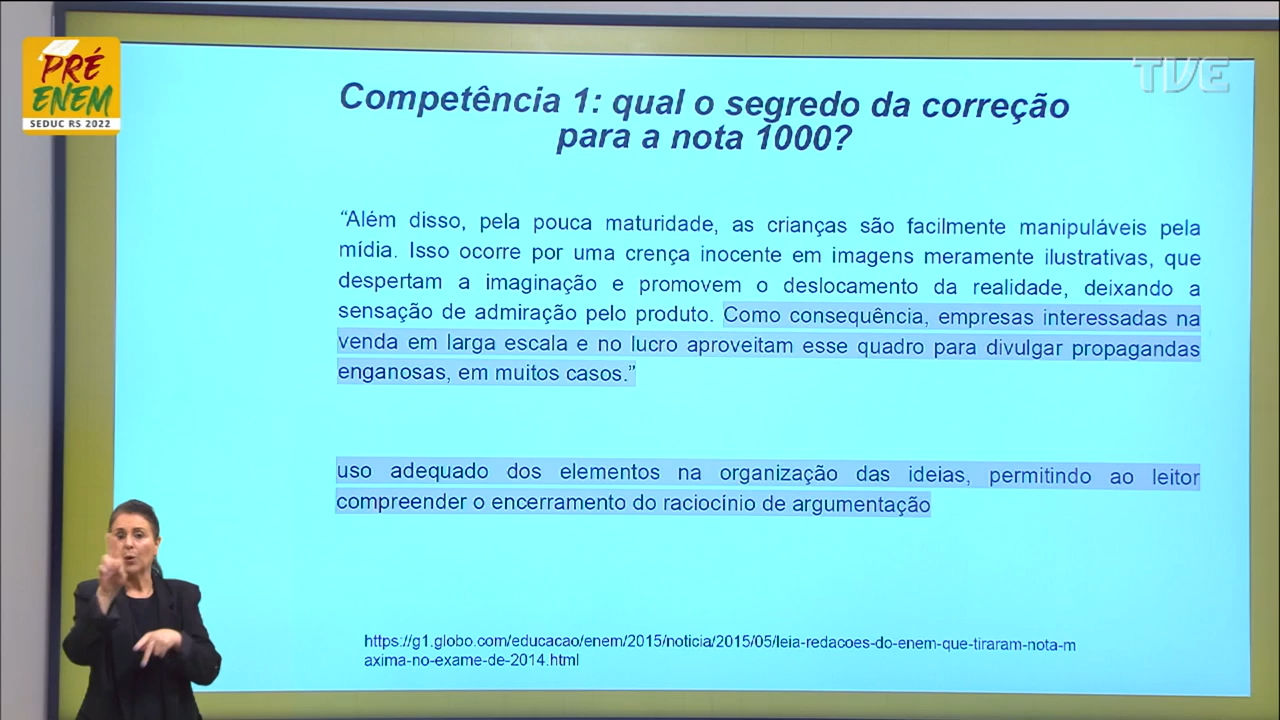 PRÉ
ENEM
SEDUC RS 2022
TVE
Competência 1: qual o segredo da correção
para a nota 1000?
“Além disso, pela pouca maturidade, as crianças são facilmente manipuláveis pela
mídia. Isso ocorre por uma crença inocente em imagens meramente ilustrativas, que
despertam a imaginação e promovem o deslocamento da realidade, deixando a
sensação de admiração pelo produto. Como consequência, empresas interessadas na
venda em larga escala e no lucro aproveitam esse quadro para divulgar propagandas
enganosas, em muitos casos.”
uso adequado dos elementos na organização das ideias, permitindo ao leitor
compreender o encerramento do raciocínio de argumentação
https://g1.globo.com/educacao/enem/2015/noticia/2015/05/leia-redacoes-do-enem-que-tiraram-nota-m
axima-no-exame-de-2014.html